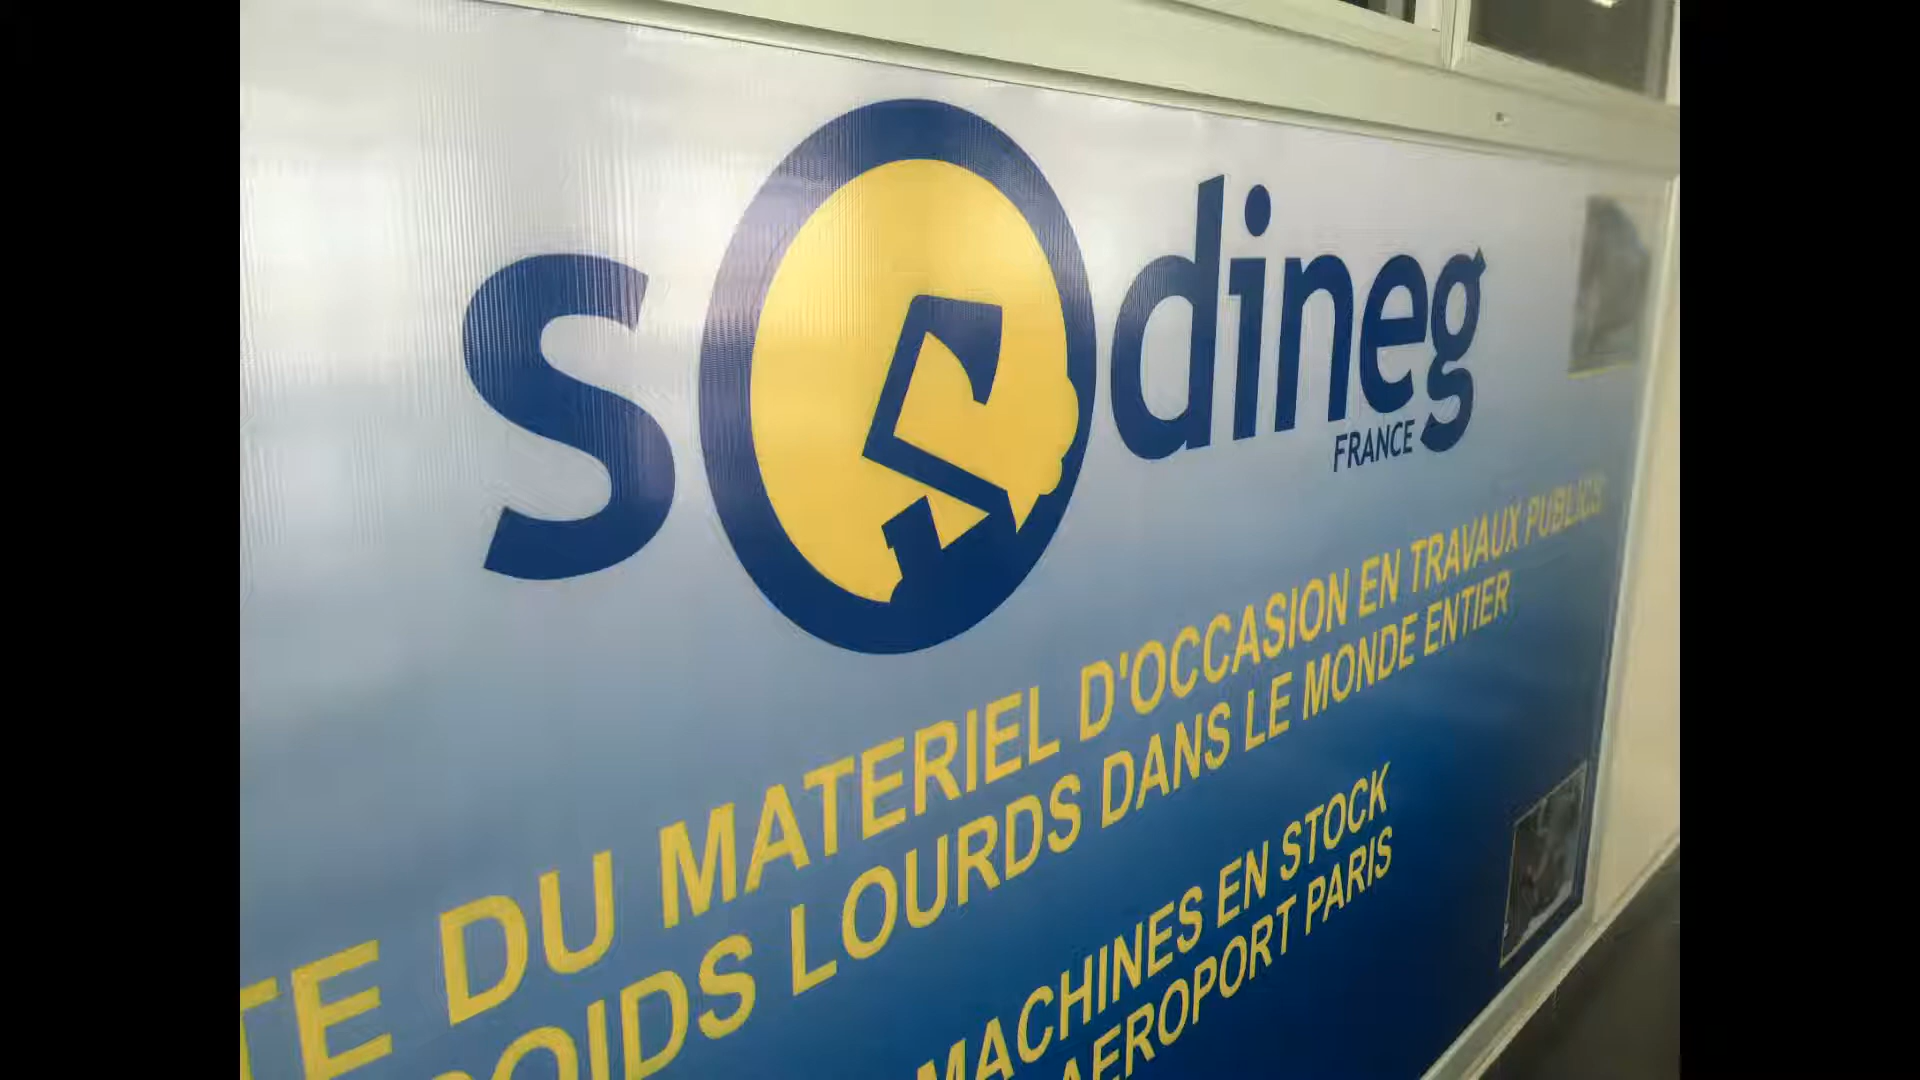 sodineg
FRANCE
TE DU MATERIEL D'OCCASION EN TRAVAUX PUBLICS
POIDS LOURDS DANS LE MONDE ENTIER
MACHINES EN STOCK
AEROPORT PARIS